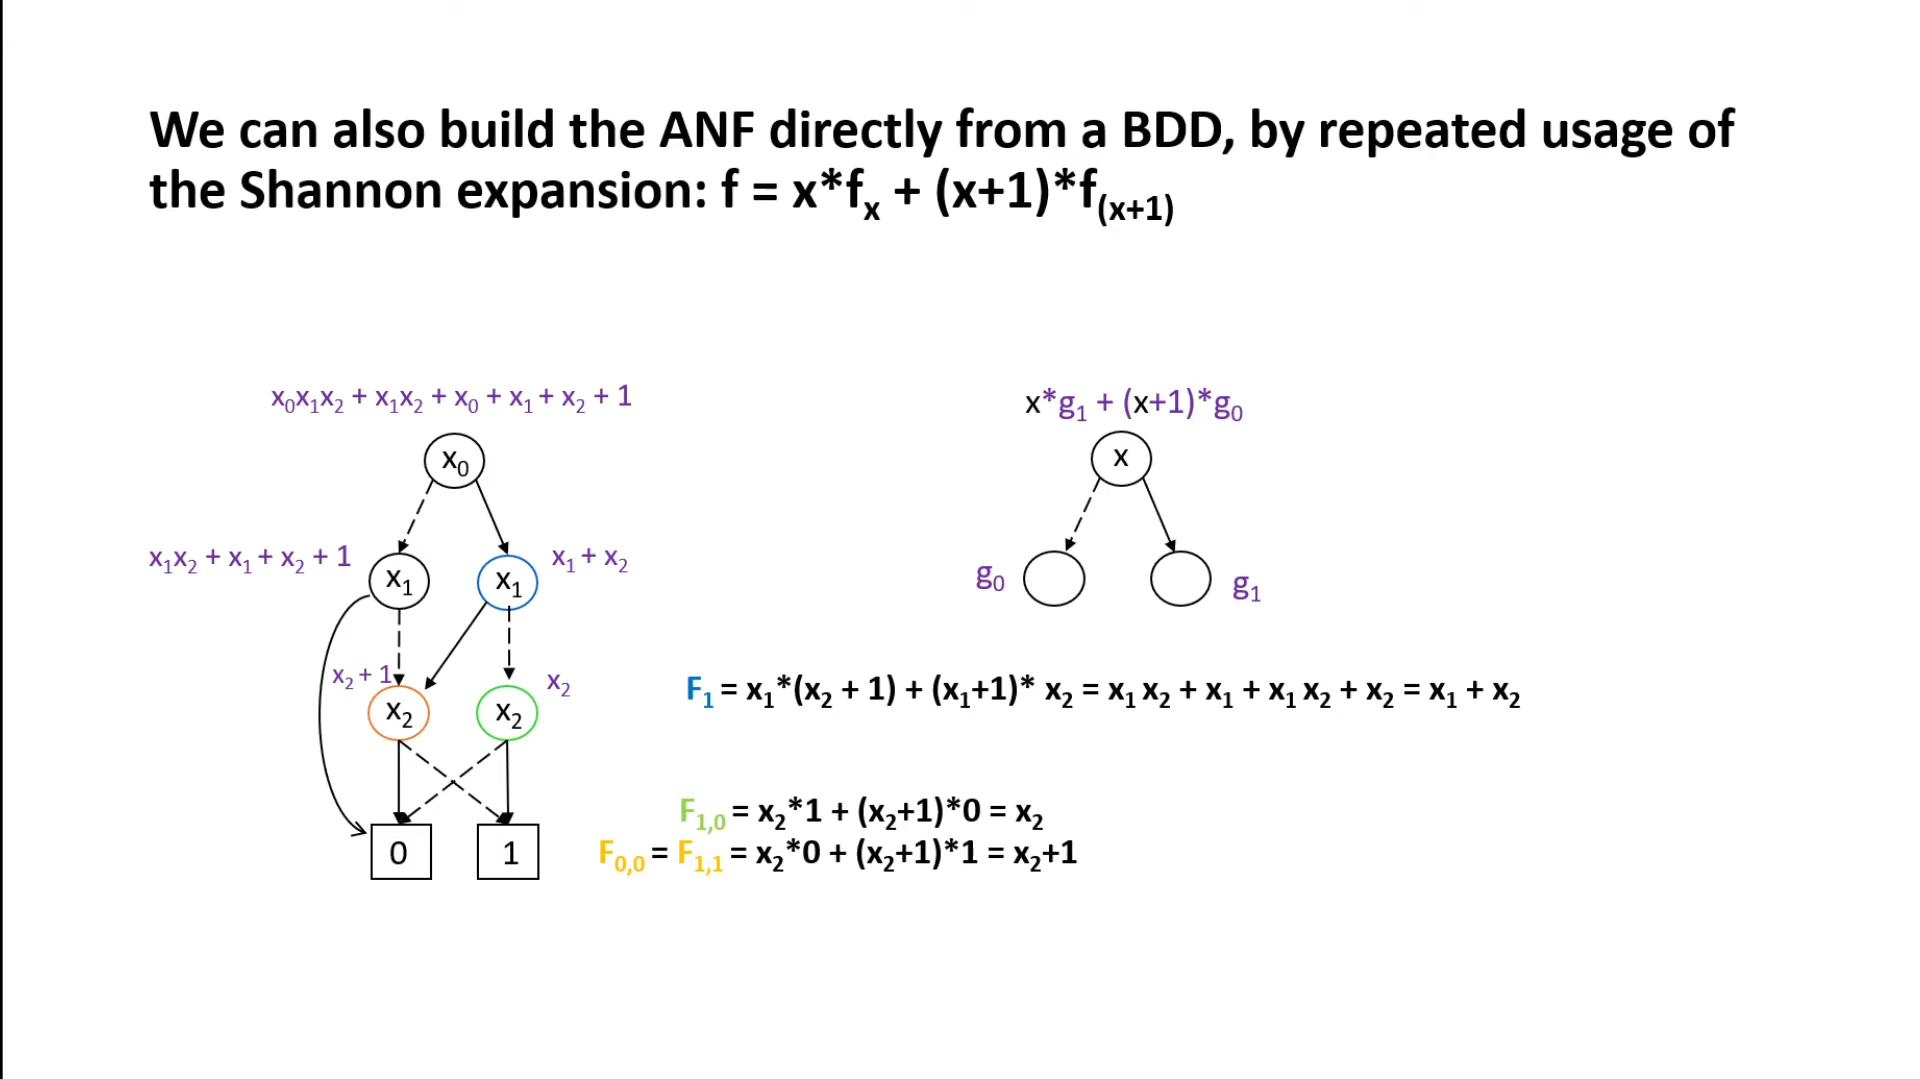 We can also build the ANF directly from a BDD, by repeated usage of
the Shannon expansion: f = x*fₓ + (x+1)*f₍ₓ₊₁₎
x₀x₁x₂ + x₁x₂ + x₀ + x₁ + x₂ + 1
x*g₁ + (x+1)*g₀
x₀
x
x₁x₂ + x₁ + x₂ + 1
x₁
x₁
x₁ + x₂
g₀
g₁
x₂ + 1
x₂
x₂
x₂
F₁ = x₁*(x₂ + 1) + (x₁+1)* x₂ = x₁ x₂ + x₁ + x₁ x₂ + x₂ = x₁ + x₂
F₁,₀ = x₂*1 + (x₂+1)*0 = x₂
0
1
F₀,₀ = F₁,₁ = x₂*0 + (x₂+1)*1 = x₂+1